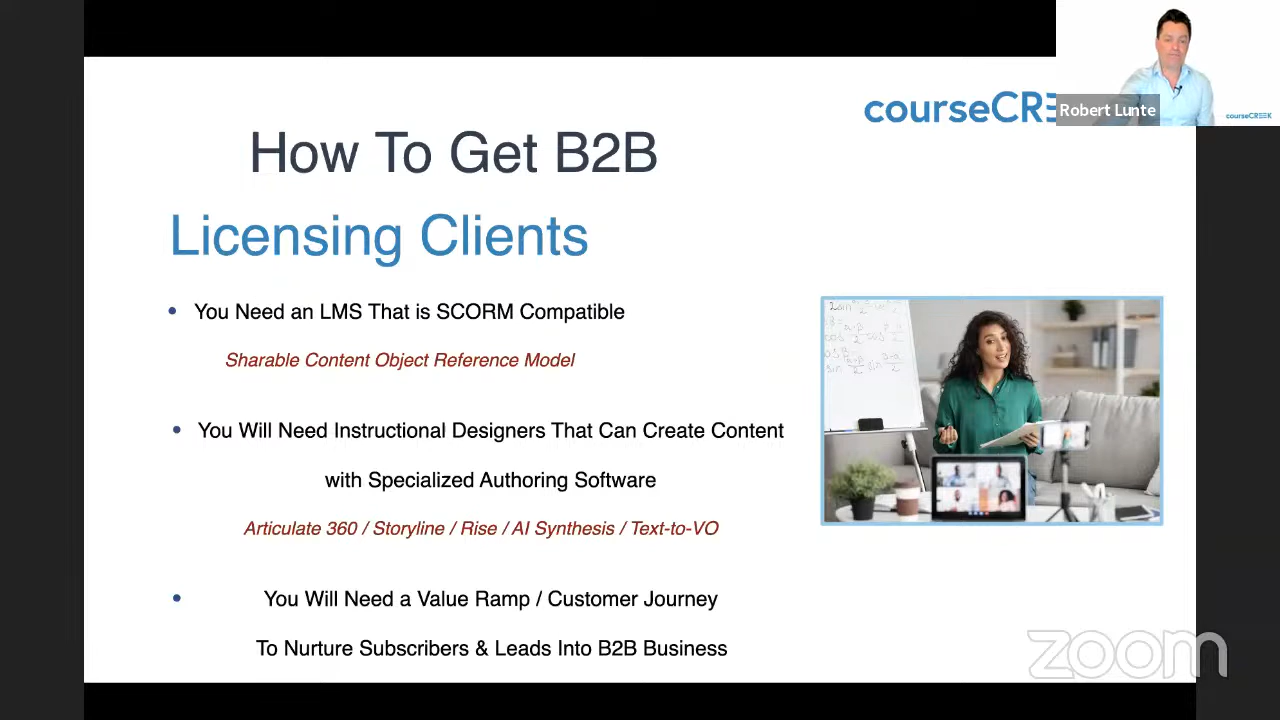 courseCRE
Robert Lunte
courseCREEK
How To Get B2B
Licensing Clients
• You Need an LMS That is SCORM Compatible
Sharable Content Object Reference Model
• You Will Need Instructional Designers That Can Create Content
with Specialized Authoring Software
Articulate 360 / Storyline / Rise / AI Synthesis / Text-to-VO
• You Will Need a Value Ramp / Customer Journey
To Nurture Subscribers & Leads Into B2B Business
zoom